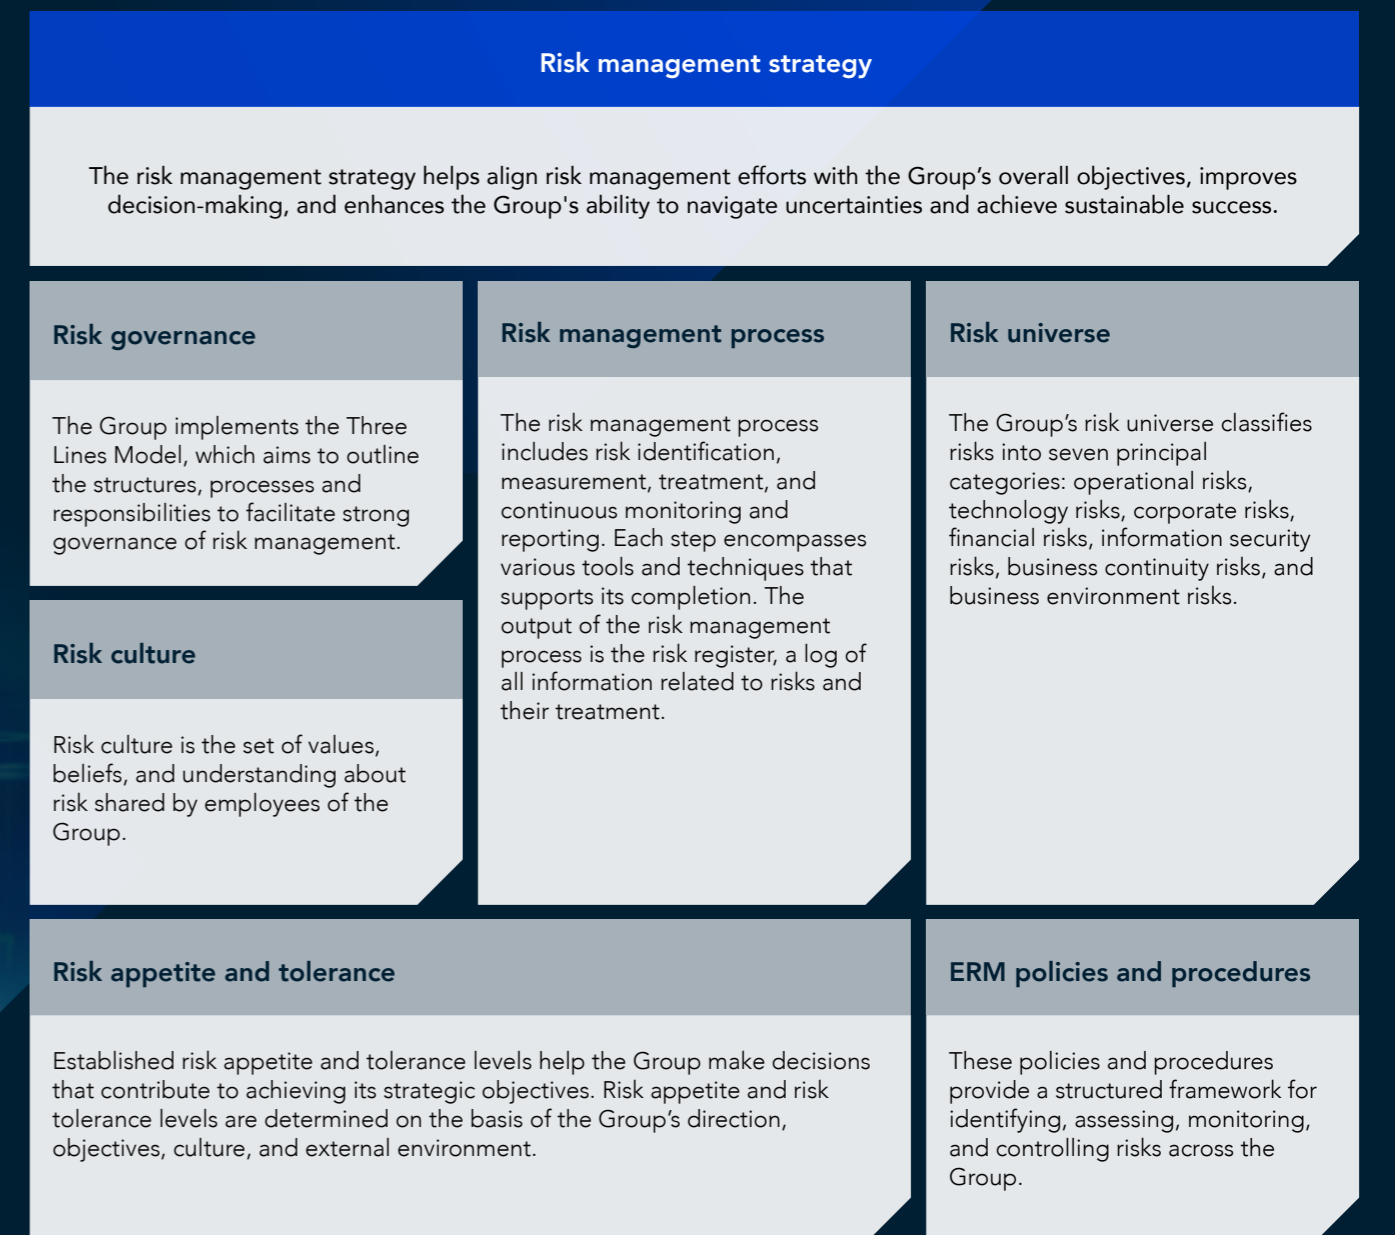 Risk management strategy
The risk management strategy helps align risk management efforts with the Group’s overall objectives, improves
decision-making, and enhances the Group's ability to navigate uncertainties and achieve sustainable success.
Risk governance
The Group implements the Three
Lines Model, which aims to outline
the structures, processes and
responsibilities to facilitate strong
governance of risk management.
Risk culture
Risk culture is the set of values,
beliefs, and understanding about
risk shared by employees of the
Group.
Risk management process
The risk management process
includes risk identification,
measurement, treatment, and
continuous monitoring and
reporting. Each step encompasses
various tools and techniques that
supports its completion. The
output of the risk management
process is the risk register, a log of
all information related to risks and
their treatment.
Risk universe
The Group’s risk universe classifies
risks into seven principal
categories: operational risks,
technology risks, corporate risks,
financial risks, information security
risks, business continuity risks, and
business environment risks.
Risk appetite and tolerance
Established risk appetite and tolerance levels help the Group make decisions
that contribute to achieving its strategic objectives. Risk appetite and risk
tolerance levels are determined on the basis of the Group’s direction,
objectives, culture, and external environment.
ERM policies and procedures
These policies and procedures
provide a structured framework for
identifying, assessing, monitoring,
and controlling risks across the
Group.